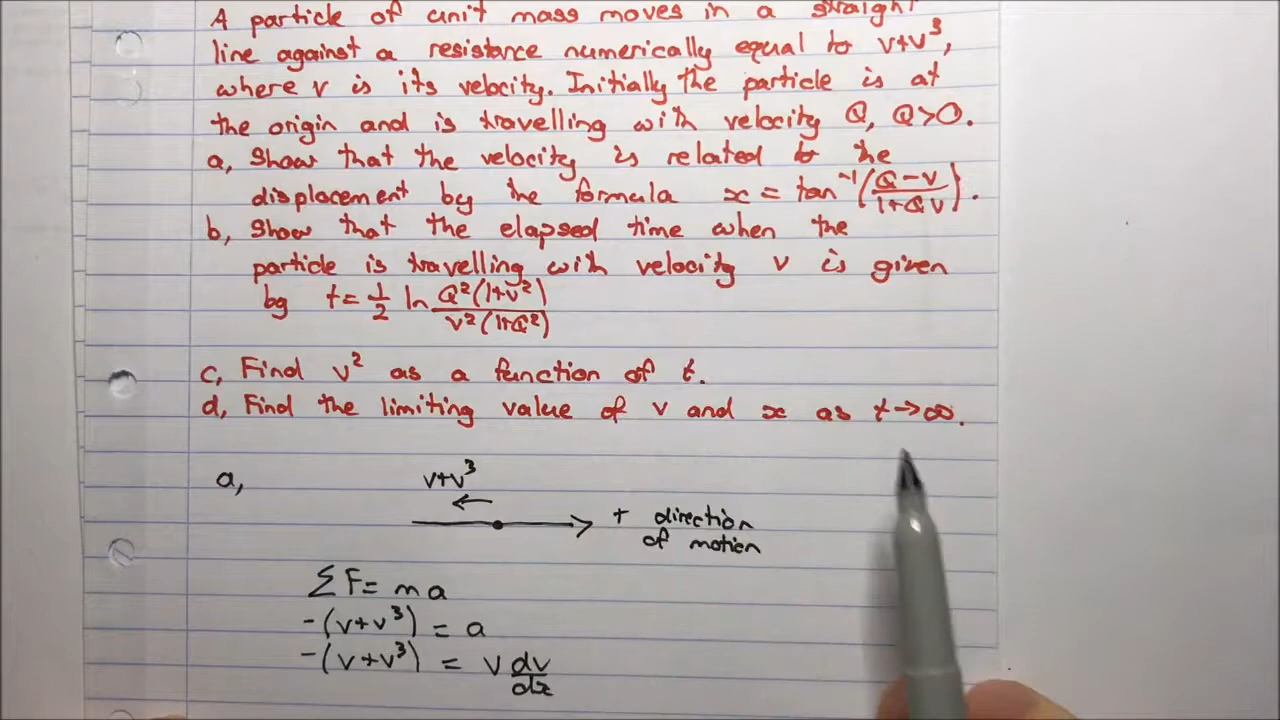 A particle of unit mass moves in a straight
line against a resistance numerically equal to v+v³,
where v is its velocity. Initially the particle is at
the origin and is travelling with velocity Q, Q>0.
a, Show that the velocity is related to the
displacement by the formula x = tan⁻¹((Q-v)/(1+Qv)).
b, Show that the elapsed time when the
particle is travelling with velocity v is given
by t = 1/2 ln (Q²(1+v²))/(v²(1+Q²))
c, Find v² as a function of t.
d, Find the limiting value of v and x as t→∞.
a,
v+v³
←
+ direction
of motion
ΣF = ma
-(v+v³) = a
-(v+v³) = v dv/dx